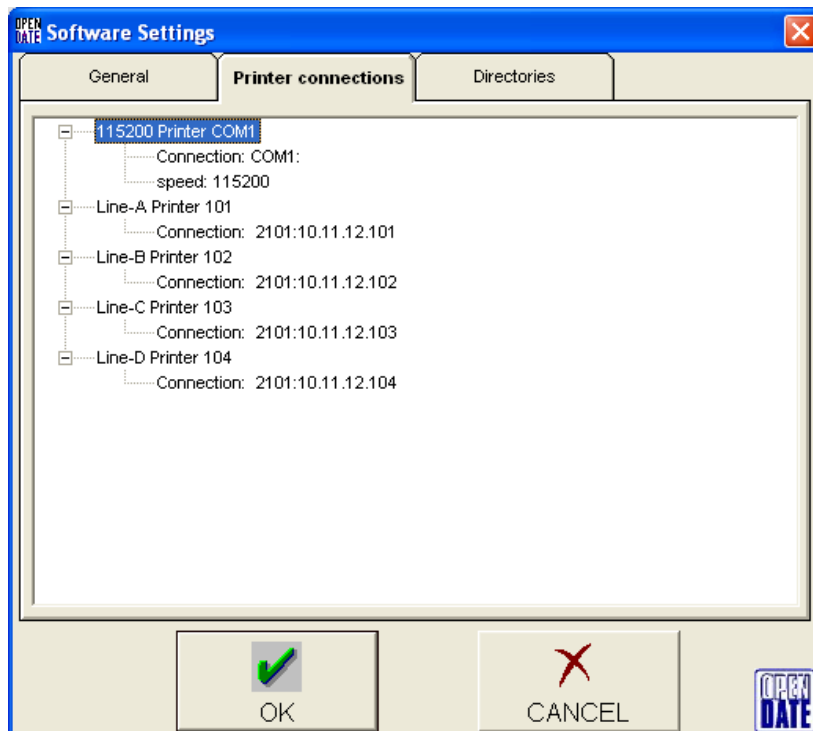 OPEN
DATE Software Settings
General Printer connections Directories
115200 Printer COM1
Connection: COM1:
speed: 115200
Line-A Printer 101
Connection: 2101:10.11.12.101
Line-B Printer 102
Connection: 2101:10.11.12.102
Line-C Printer 103
Connection: 2101:10.11.12.103
Line-D Printer 104
Connection: 2101:10.11.12.104
OK CANCEL
OPEN
DATE